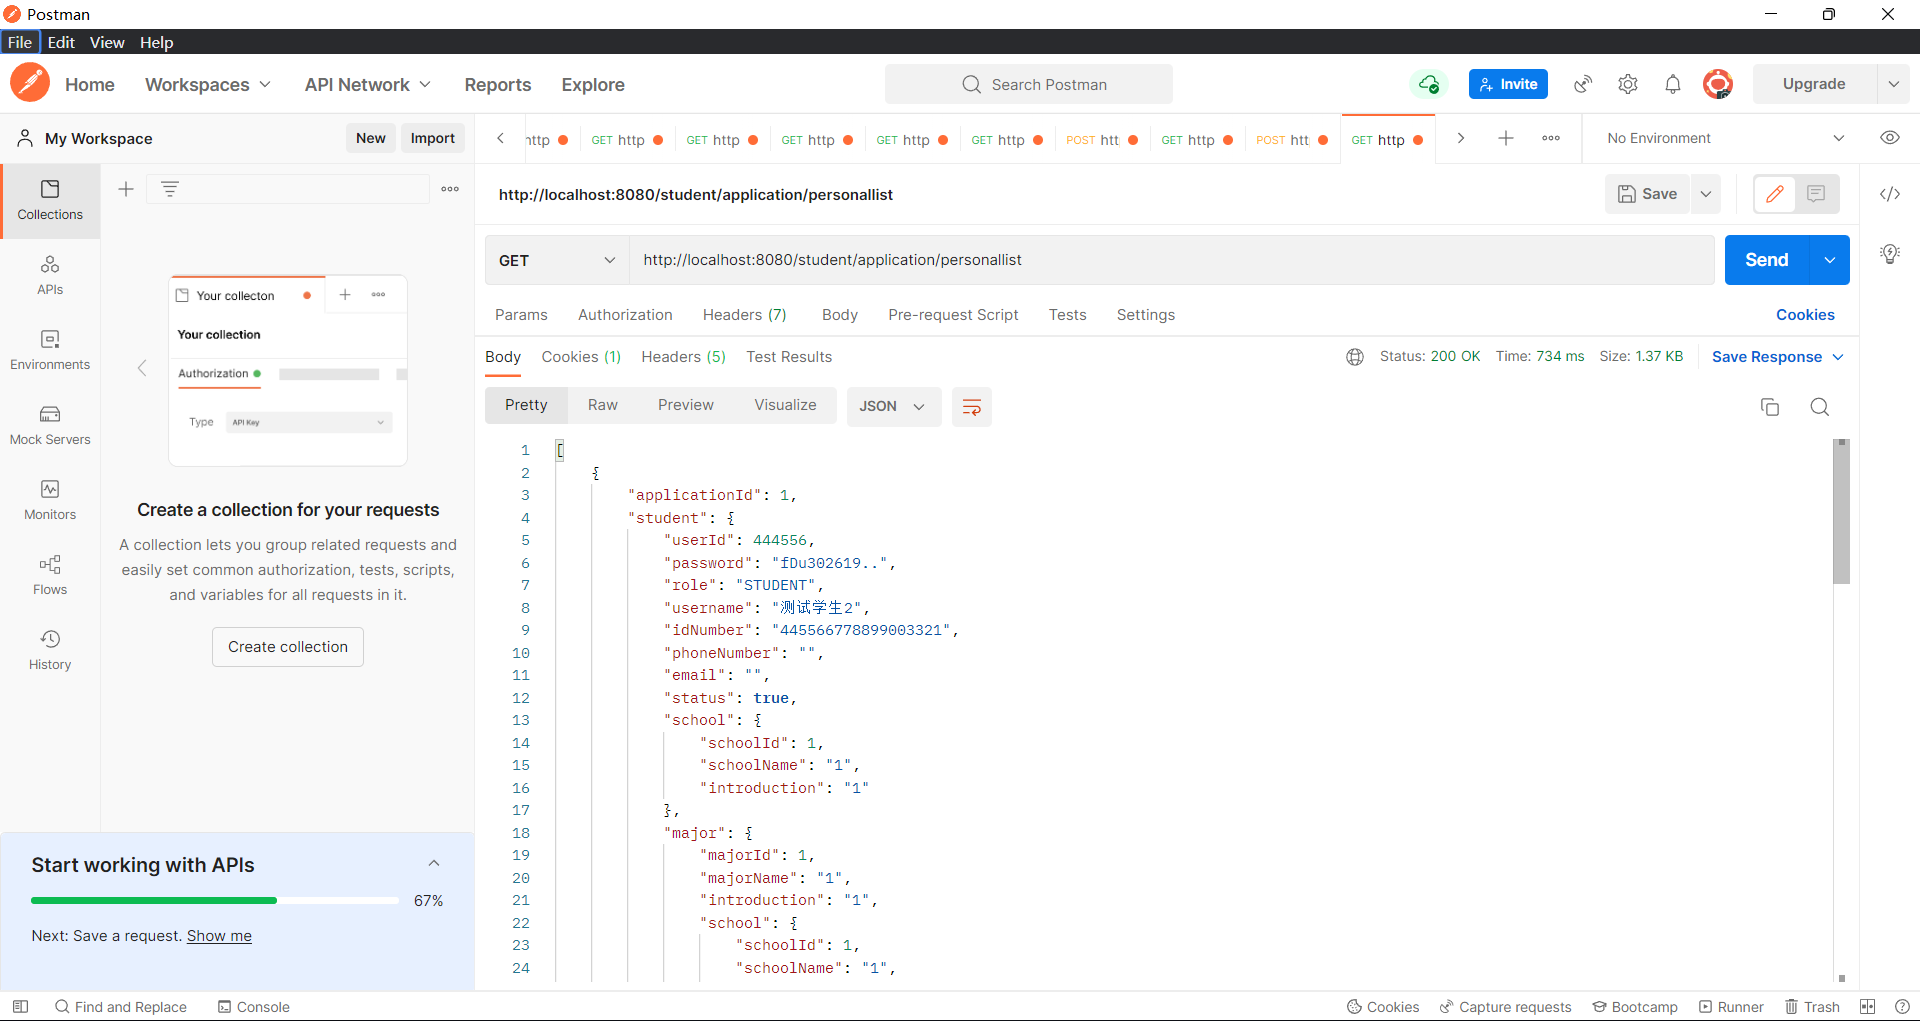 Postman
File Edit View Help
Home Workspaces API Network Reports Explore Search Postman Invite Upgrade
My Workspace New Import
ttp GET http GET http GET http GET http GET http POST htt GET http POST htt GET http No Environment
Collections
APIs
Environments
Mock Servers
Monitors
Flows
History
Your collecton
Your collection
Authorization
Type API Key
Create a collection for your requests
A collection lets you group related requests and
easily set common authorization, tests, scripts,
and variables for all requests in it.
Create collection
Start working with APIs
67%
Next: Save a request. Show me
http://localhost:8080/student/application/personallist Save
GET http://localhost:8080/student/application/personallist Send
Params Authorization Headers (7) Body Pre-request Script Tests Settings Cookies
Body Cookies (1) Headers (5) Test Results Status: 200 OK Time: 734 ms Size: 1.37 KB Save Response
Pretty Raw Preview Visualize JSON
1 [
2 {
3 "applicationId": 1,
4 "student": {
5 "userId": 444556,
6 "password": "fDu302619..",
7 "role": "STUDENT",
8 "username": "测试学生2",
9 "idNumber": "445566778899003321",
10 "phoneNumber": "",
11 "email": "",
12 "status": true,
13 "school": {
14 "schoolId": 1,
15 "schoolName": "1",
16 "introduction": "1"
17 },
18 "major": {
19 "majorId": 1,
20 "majorName": "1",
21 "introduction": "1",
22 "school": {
23 "schoolId": 1,
24 "schoolName": "1",
Find and Replace Console Cookies Capture requests Bootcamp Runner Trash